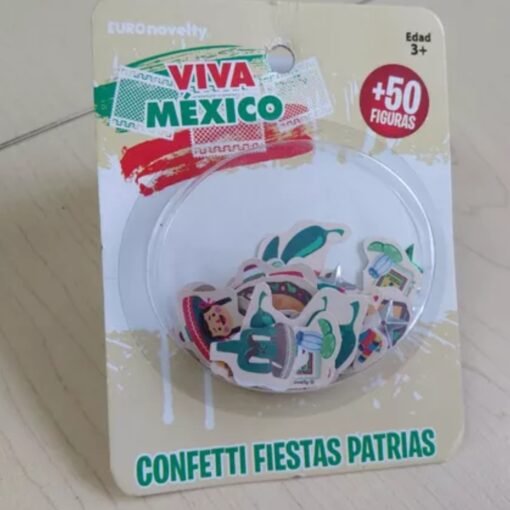 EUROnovelty
Edad
3+
VIVA
MÉXICO
+50
FIGURAS
CONFETTI FIESTAS PATRIAS